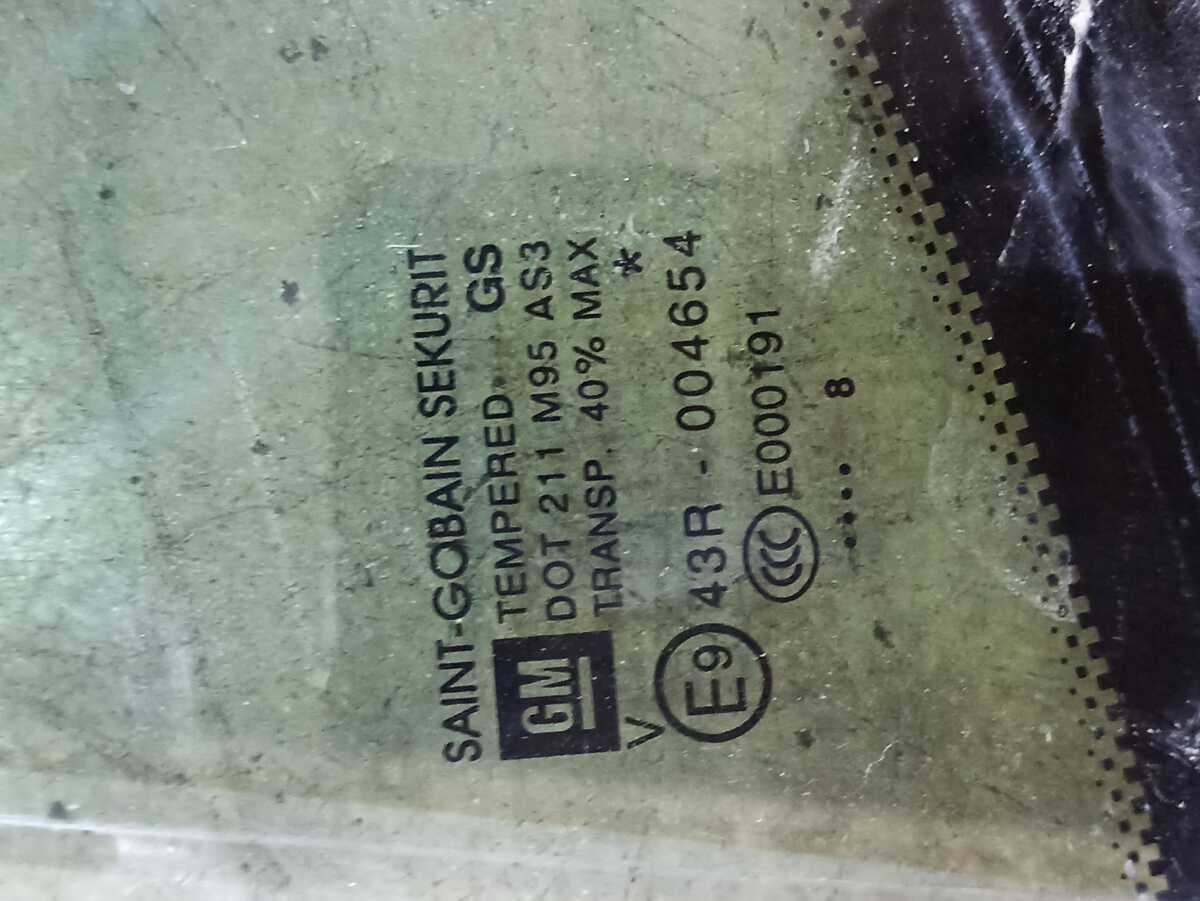 SAINT-GOBAIN SEKURIT
GM
TEMPERED GS
DOT 211 M95 AS3
TRANSP. 40% MAX
V *
E9 43R - 004654
CCC E000191
..... 8